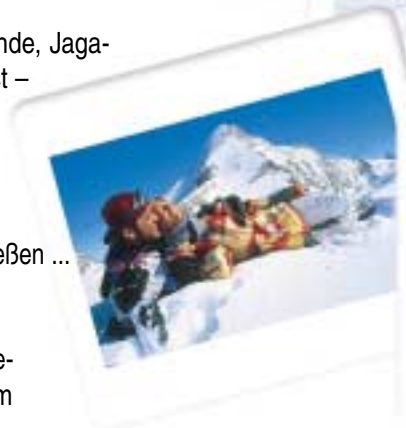 nde, Jaga-
t –
eßen ...
e-
m